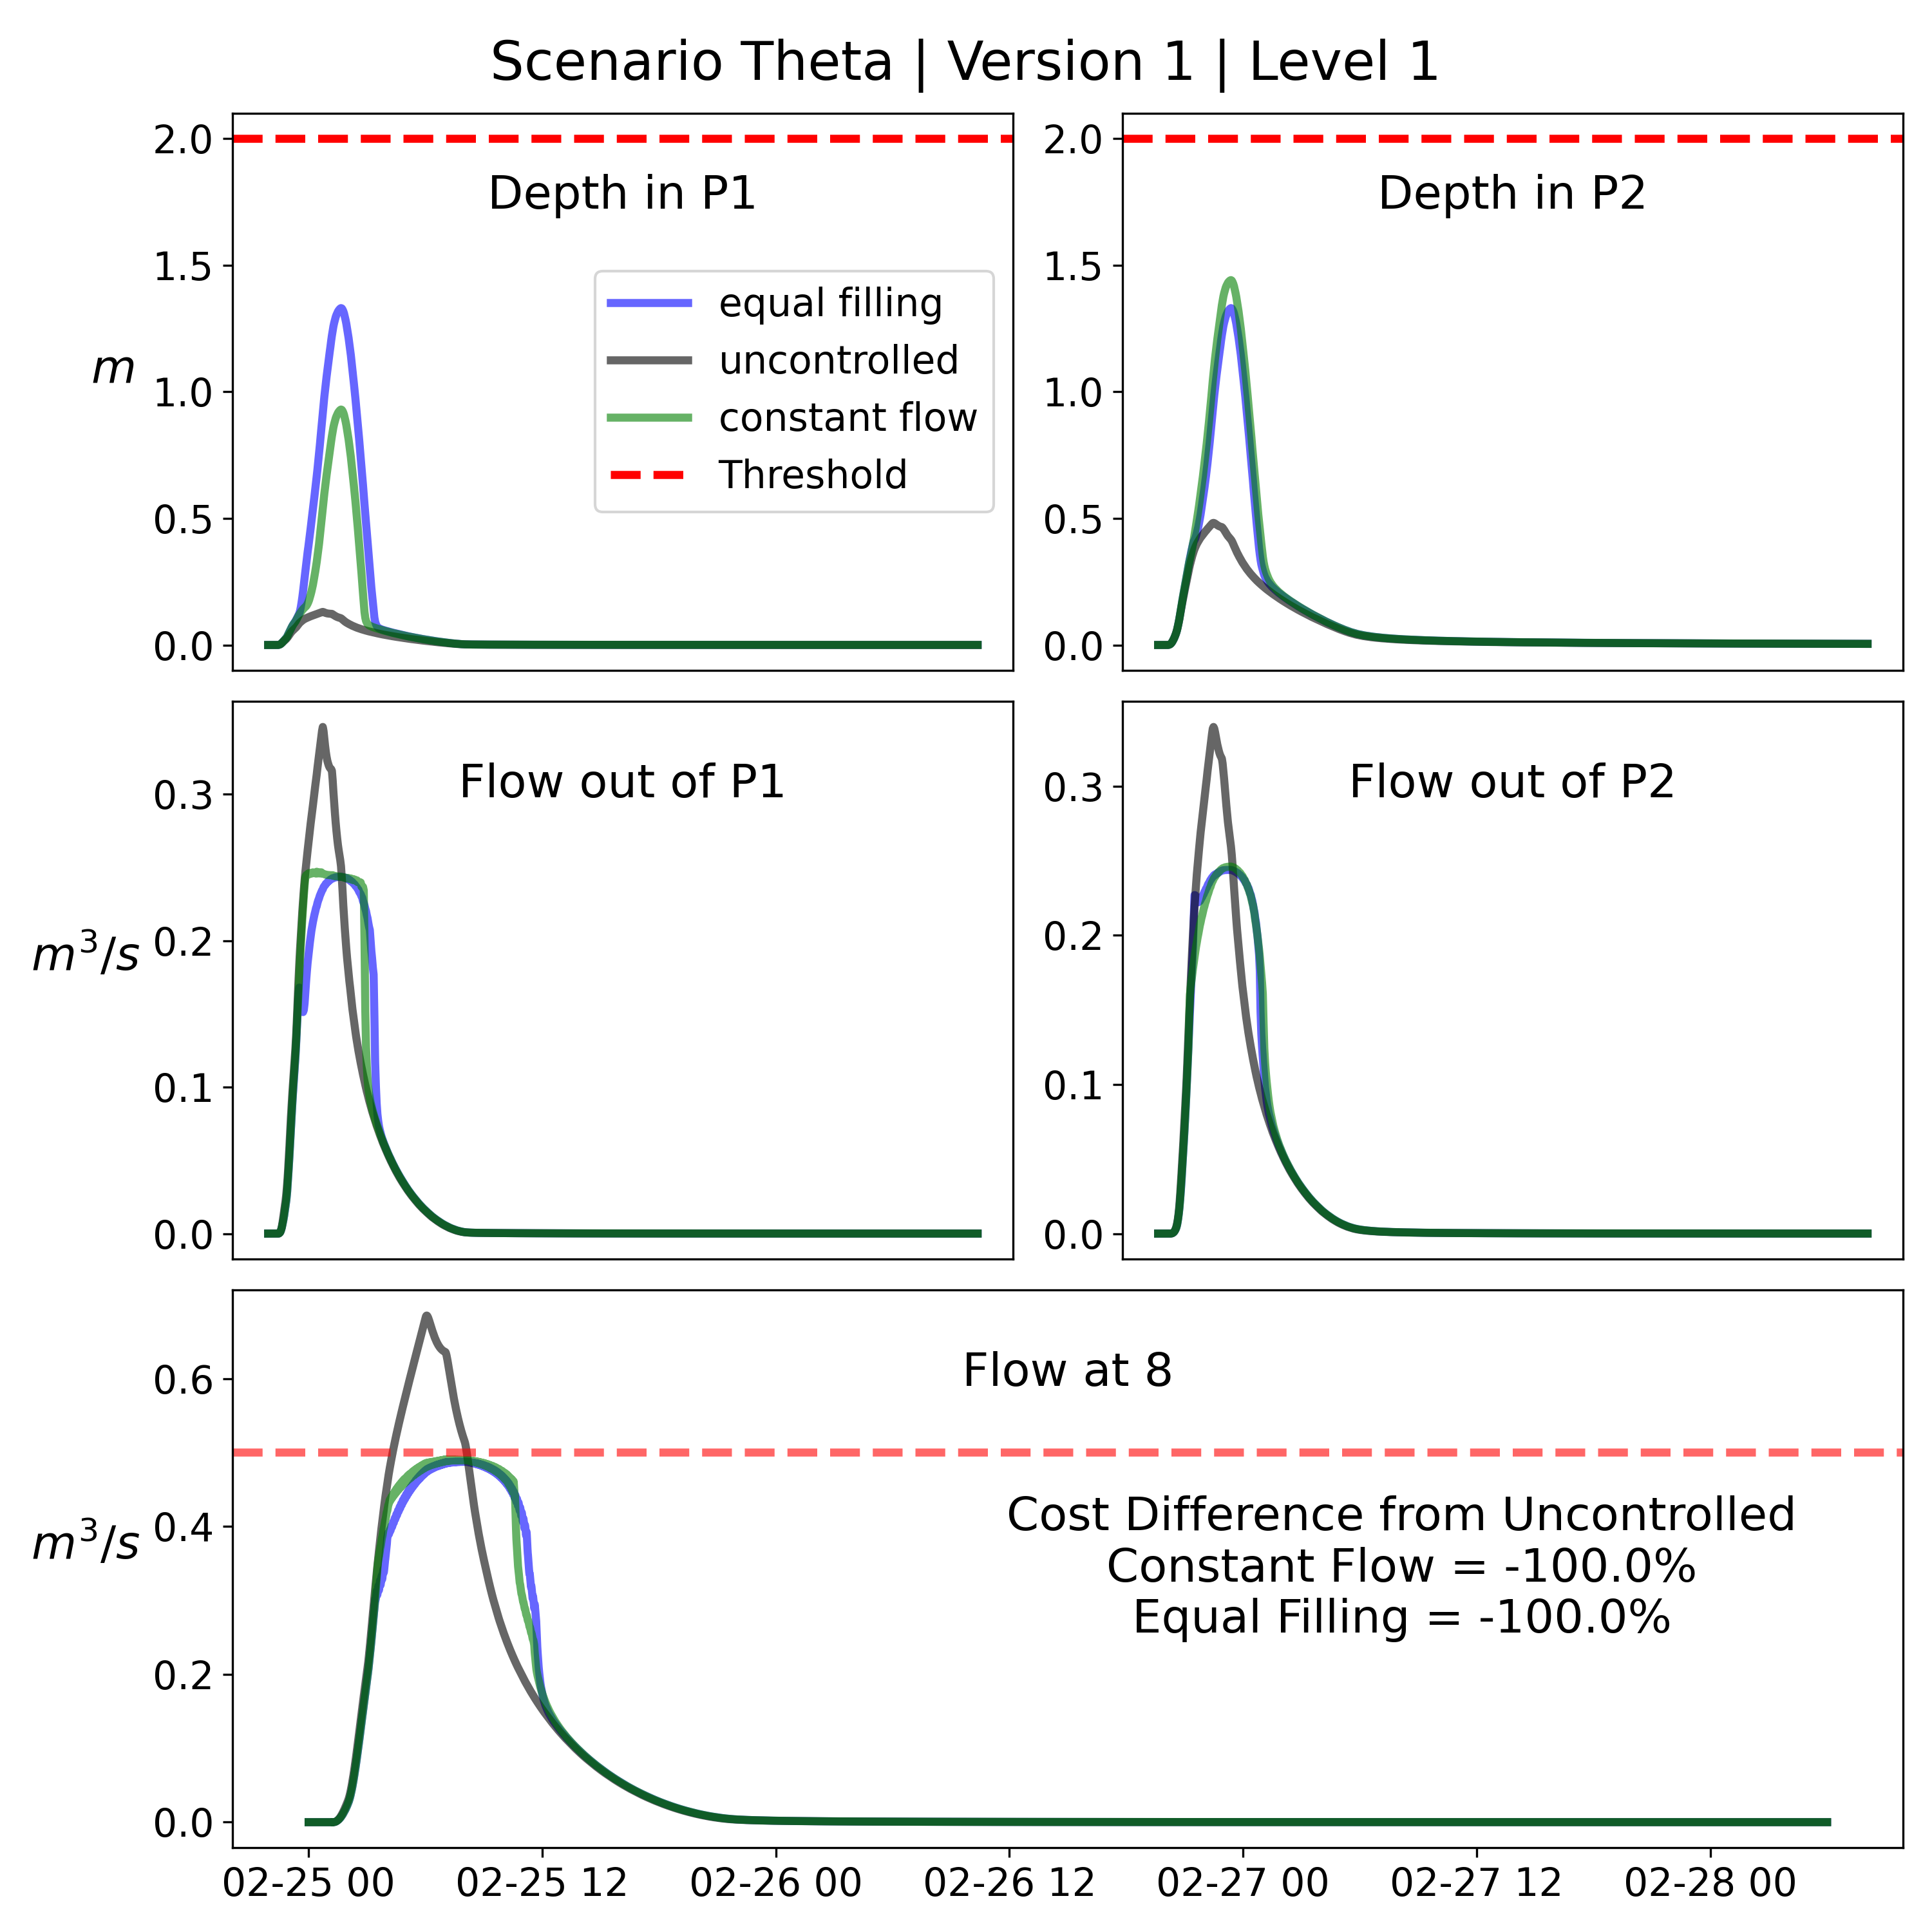 Scenario Theta | Version 1 | Level 1
2.0
1.5
1.0
0.5
0.0
m
Depth in P1
equal filling
uncontrolled
constant flow
Threshold
2.0
1.5
1.0
0.5
0.0
Depth in P2
0.3
0.2
0.1
0.0
m³/s
Flow out of P1
0.3
0.2
0.1
0.0
Flow out of P2
0.6
0.4
0.2
0.0
m³/s
Flow at 8
Cost Difference from Uncontrolled
Constant Flow = -100.0%
Equal Filling = -100.0%
02-25 00 02-25 12 02-26 00 02-26 12 02-27 00 02-27 12 02-28 00